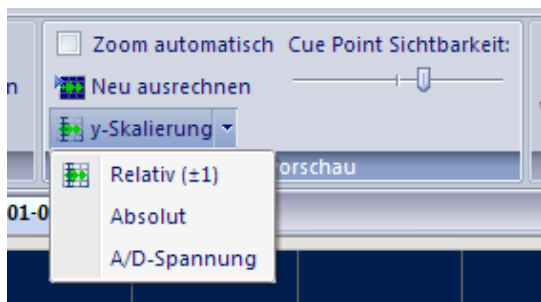 Zoom automatisch Cue Point Sichtbarkeit:
n Neu ausrechnen
y-Skalierung
Relativ (±1)
orschau
01-0
Absolut
A/D-Spannung